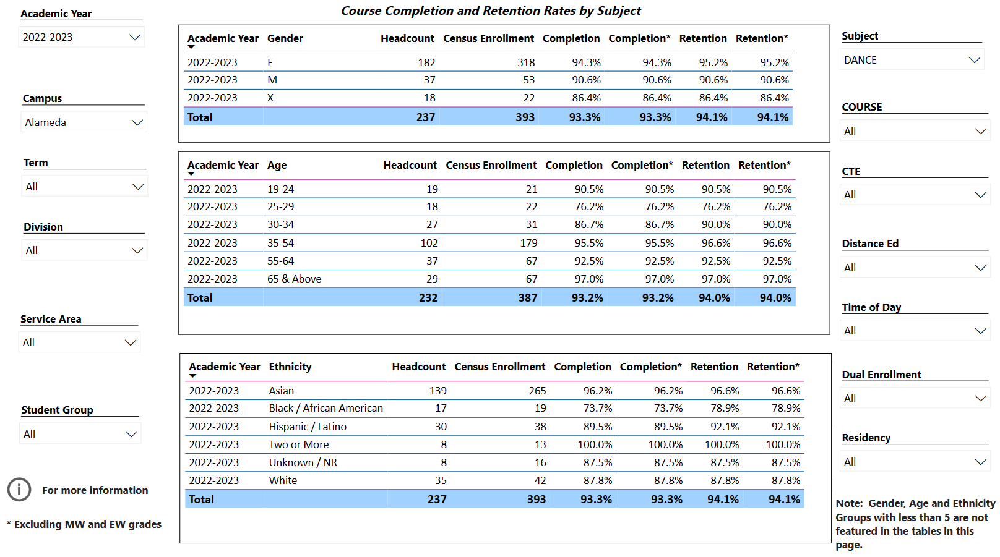 Course Completion and Retention Rates by Subject
Academic Year
2022-2023
Campus
Alameda
Term
All
Division
All
Service Area
All
Student Group
All
For more information
* Excluding MW and EW grades
Academic Year Gender Headcount Census Enrollment Completion Completion* Retention Retention*
2022-2023 F 182 318 94.3% 94.3% 95.2% 95.2%
2022-2023 M 37 53 90.6% 90.6% 90.6% 90.6%
2022-2023 X 18 22 86.4% 86.4% 86.4% 86.4%
Total 237 393 93.3% 93.3% 94.1% 94.1%
Academic Year Age Headcount Census Enrollment Completion Completion* Retention Retention*
2022-2023 19-24 19 21 90.5% 90.5% 90.5% 90.5%
2022-2023 25-29 18 22 76.2% 76.2% 76.2% 76.2%
2022-2023 30-34 27 31 86.7% 86.7% 90.0% 90.0%
2022-2023 35-54 102 179 95.5% 95.5% 96.6% 96.6%
2022-2023 55-64 37 67 92.5% 92.5% 92.5% 92.5%
2022-2023 65 & Above 29 67 97.0% 97.0% 97.0% 97.0%
Total 232 387 93.2% 93.2% 94.0% 94.0%
Academic Year Ethnicity Headcount Census Enrollment Completion Completion* Retention Retention*
2022-2023 Asian 139 265 96.2% 96.2% 96.6% 96.6%
2022-2023 Black / African American 17 19 73.7% 73.7% 78.9% 78.9%
2022-2023 Hispanic / Latino 30 38 89.5% 89.5% 92.1% 92.1%
2022-2023 Two or More 8 13 100.0% 100.0% 100.0% 100.0%
2022-2023 Unknown / NR 8 16 87.5% 87.5% 87.5% 87.5%
2022-2023 White 35 42 87.8% 87.8% 87.8% 87.8%
Total 237 393 93.3% 93.3% 94.1% 94.1%
Subject
DANCE
COURSE
All
CTE
All
Distance Ed
All
Time of Day
All
Dual Enrollment
All
Residency
All
Note: Gender, Age and Ethnicity
Groups with less than 5 are not
featured in the tables in this
page.